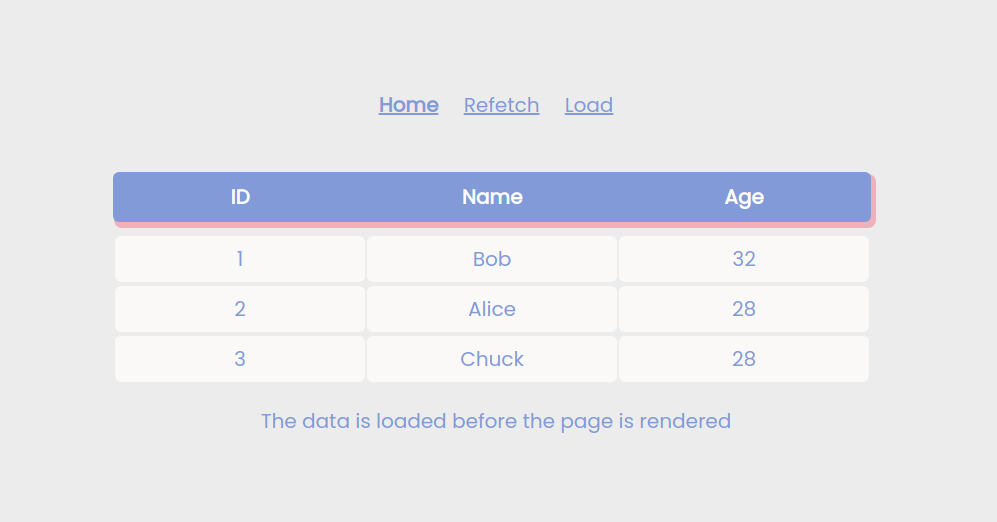 Home Refetch Load
ID Name Age
1 Bob 32
2 Alice 28
3 Chuck 28
The data is loaded before the page is rendered